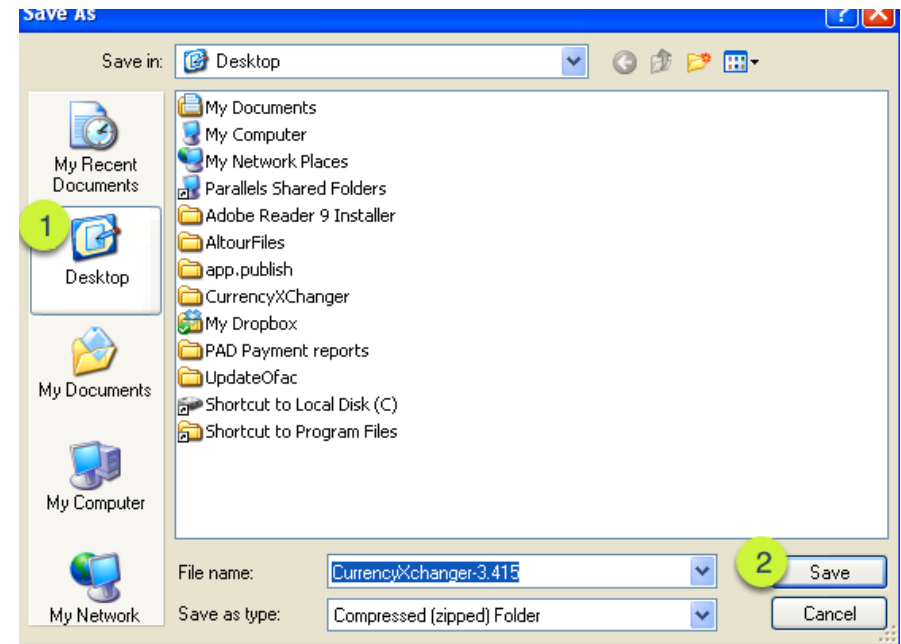 Save As
?
Save in:
Desktop
My Recent
Documents
1
Desktop
My Documents
My Computer
My Network
My Documents
My Computer
My Network Places
Parallels Shared Folders
Adobe Reader 9 Installer
AltourFiles
app.publish
CurrencyXChanger
My Dropbox
PAD Payment reports
UpdateOfac
Shortcut to Local Disk (C)
Shortcut to Program Files
File name:
CurrencyXchanger-3.415
2
Save
Save as type:
Compressed (zipped) Folder
Cancel